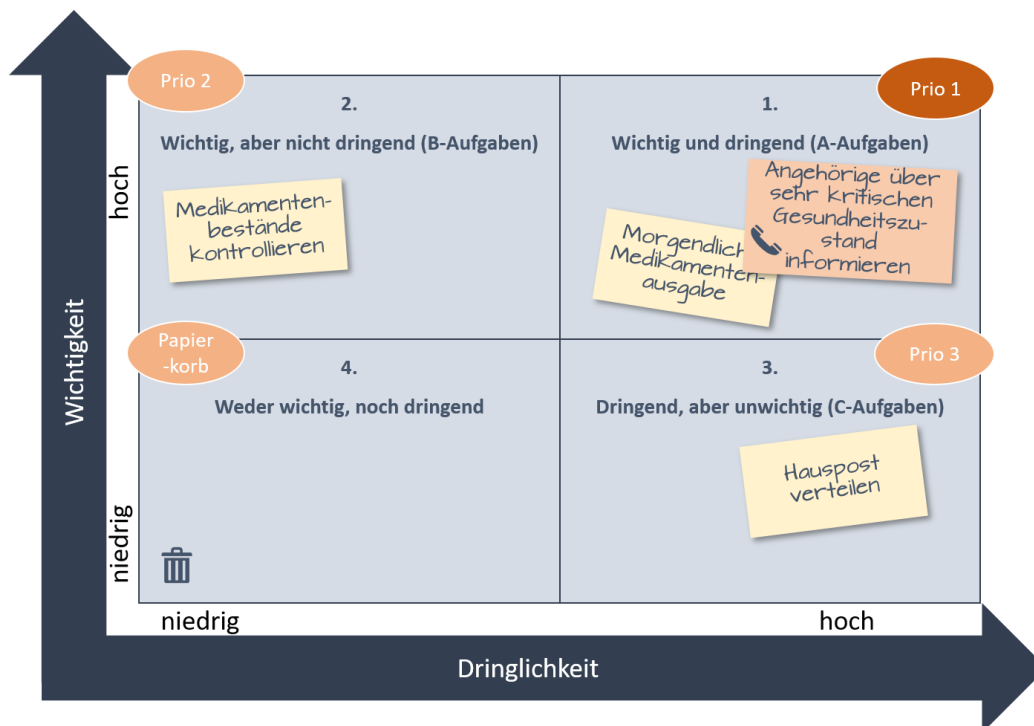 Prio 2
Prio 1
2.
Wichtig, aber nicht dringend (B-Aufgaben)
1.
Wichtig und dringend (A-Aufgaben)
Medikamenten-
bestände
kontrollieren
Angehörige über
sehr kritischen
Gesundheitszu-
stand
informieren
Morgendlich
Medikamenten-
ausgabe
hoch
Wichtigkeit
niedrig
Papier
-korb
4.
Weder wichtig, noch dringend
Prio 3
3.
Dringend, aber unwichtig (C-Aufgaben)
Hauspost
verteilen
niedrig
hoch
Dringlichkeit